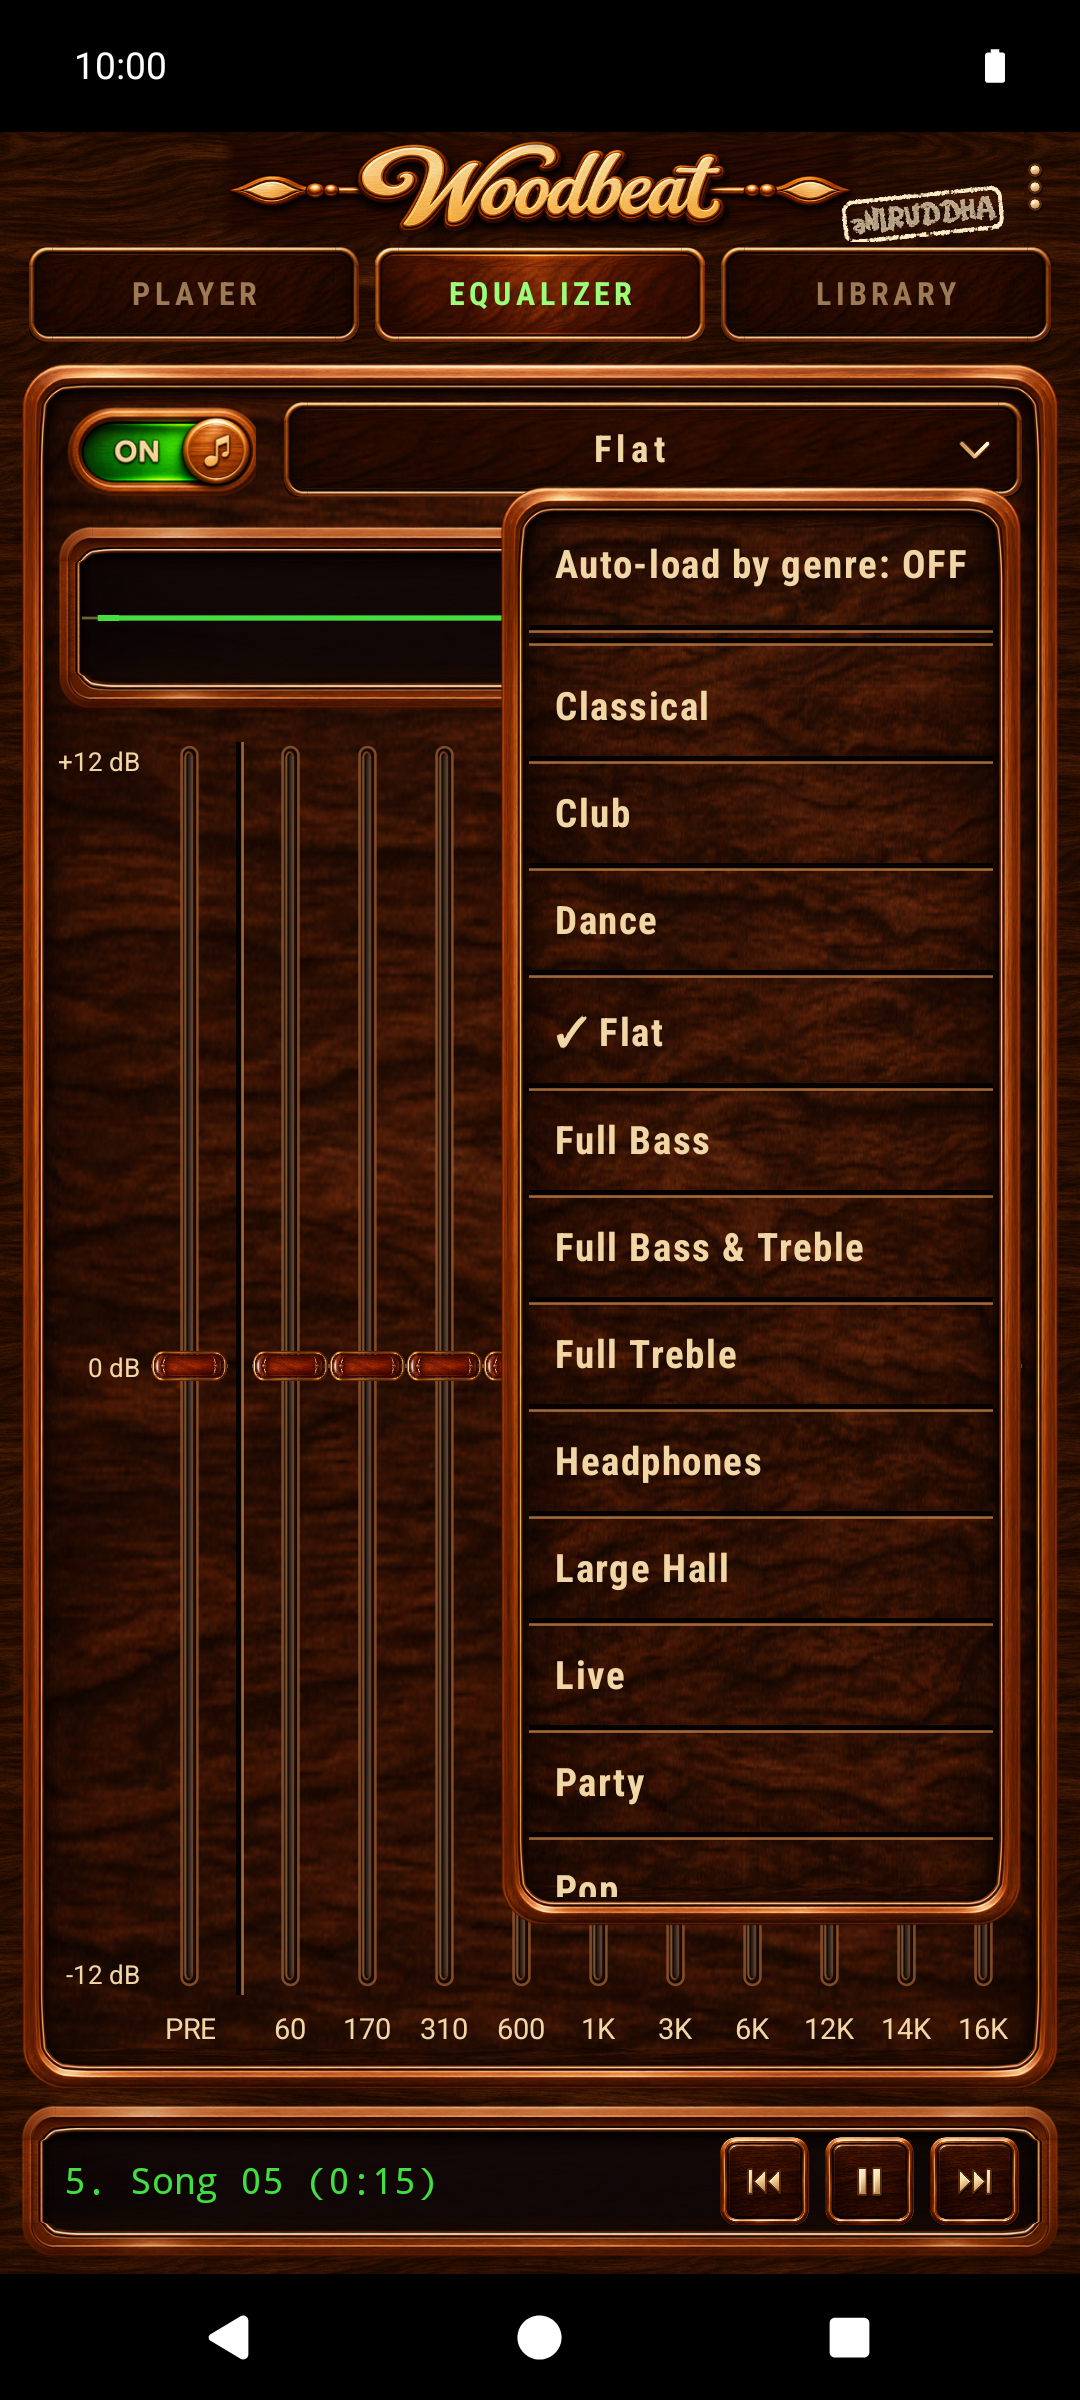 10:00
Woodbeat
ANIRUDDHA
PLAYER EQUALIZER LIBRARY
ON Flat
Auto-load by genre: OFF
Classical
+12 dB
Club
Dance
✓ Flat
Full Bass
Full Bass & Treble
Full Treble
0 dB
Headphones
Large Hall
Live
Party
Pop
-12 dB
PRE 60 170 310 600 1K 3K 6K 12K 14K 16K
5. Song 05 (0:15)